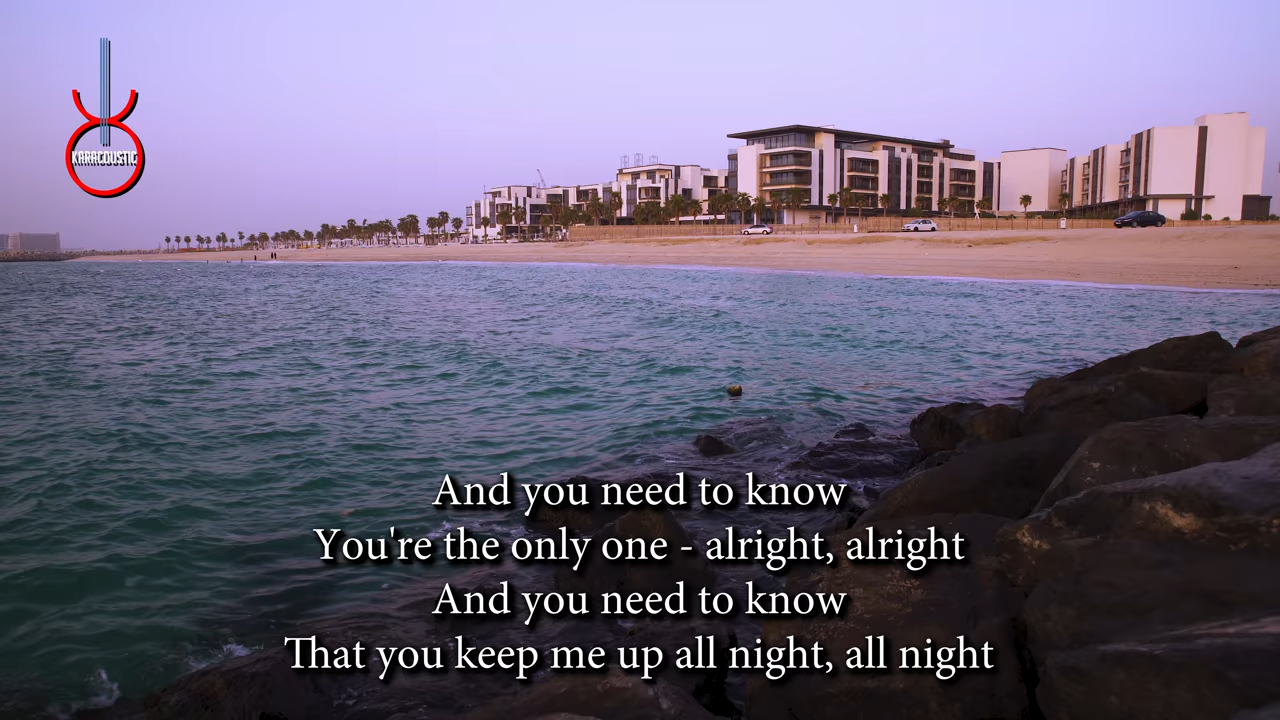 KARACOUSTIC
And you need to know
You're the only one - alright, alright
And you need to know
That you keep me up all night, all night